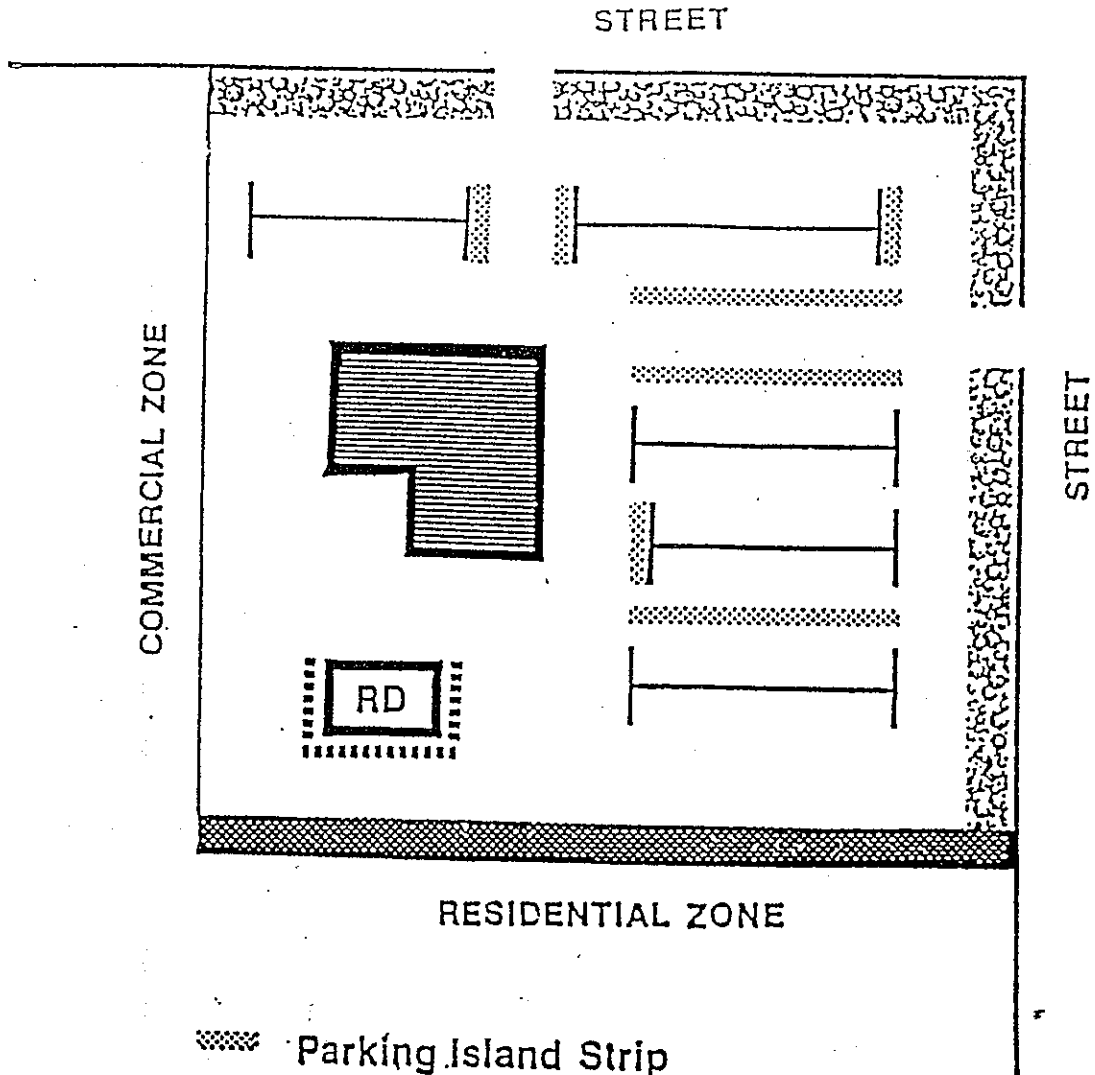 STREET
COMMERCIAL ZONE
STREET
RD
RESIDENTIAL ZONE
Parking Island Strip